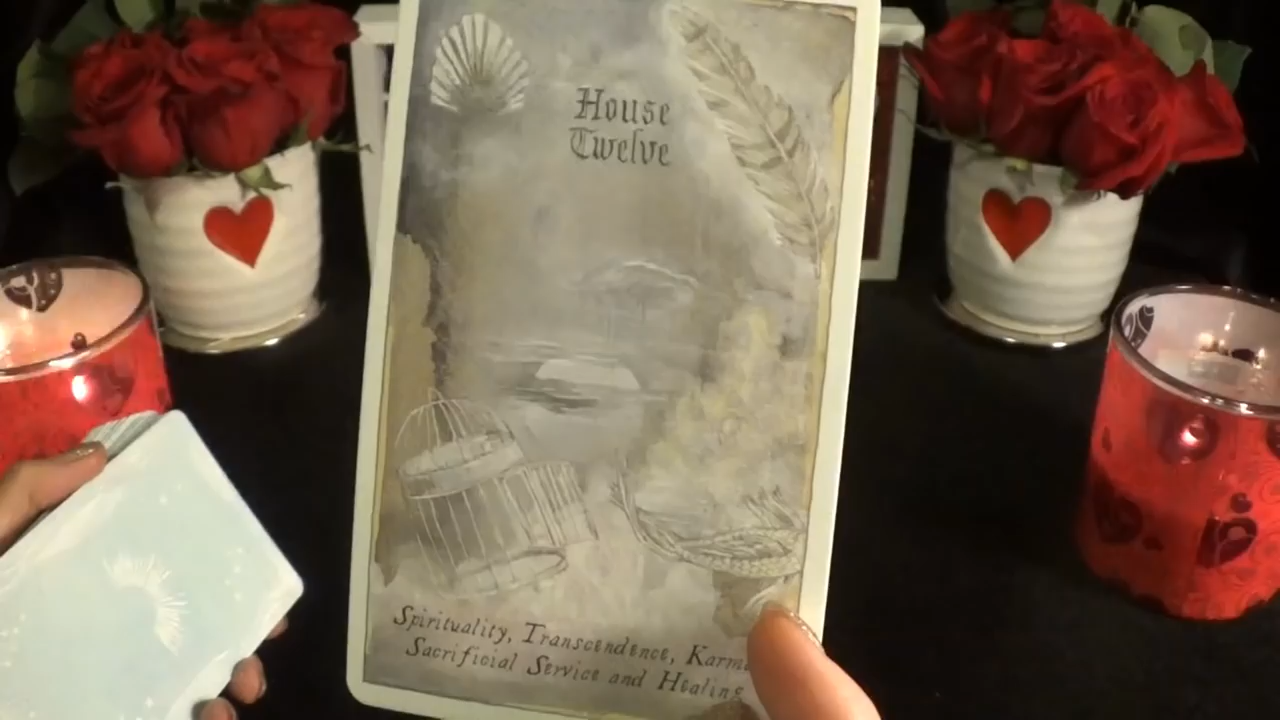 House
Twelve
Spirituality, Transcendence, Karma
Sacrificial Service and Healing